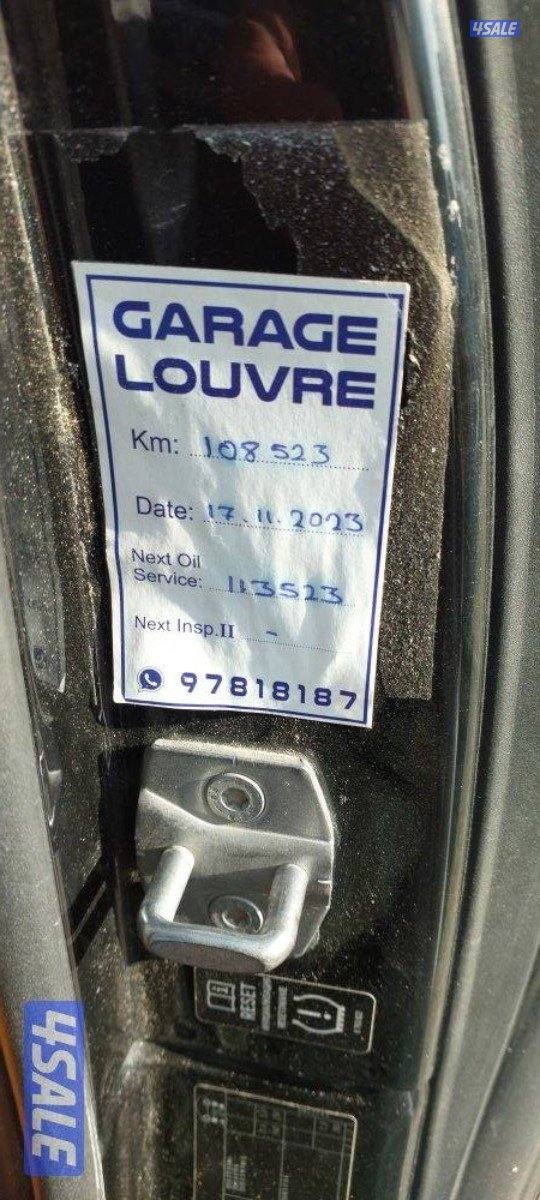 4SALE
GARAGE
LOUVRE
Km: 108 523
Date: 17.11.2023
Next Oil
Service: 113523
Next Insp.II -
97818187
RESET
4SALE